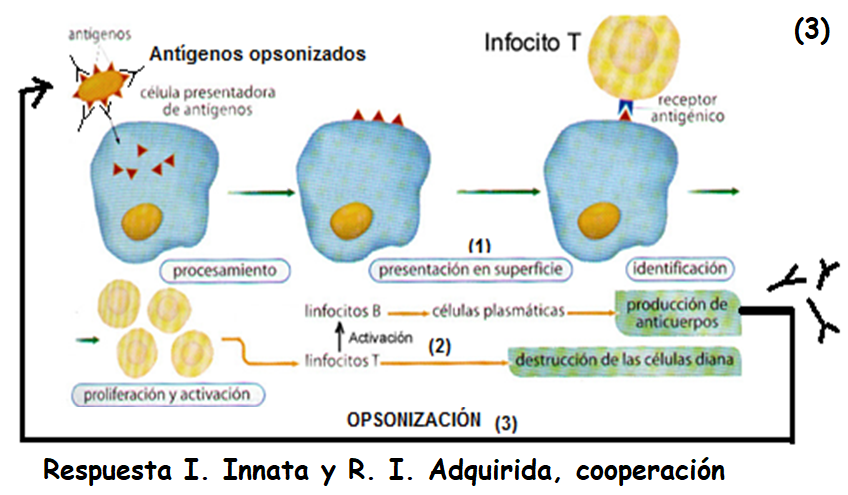 (3)
antígenos
Antígenos opsonizados
Infocito T
célula presentadora
de antígenos
receptor
antigénico
(1)
procesamiento
presentación en superficie
identificación
linfocitos B
células plasmáticas
producción de
anticuerpos
Activación
(2)
linfocitos T
destrucción de las células diana
proliferación y activación
OPSONIZACIÓN (3)
Respuesta I. Innata y R. I. Adquirida, cooperación